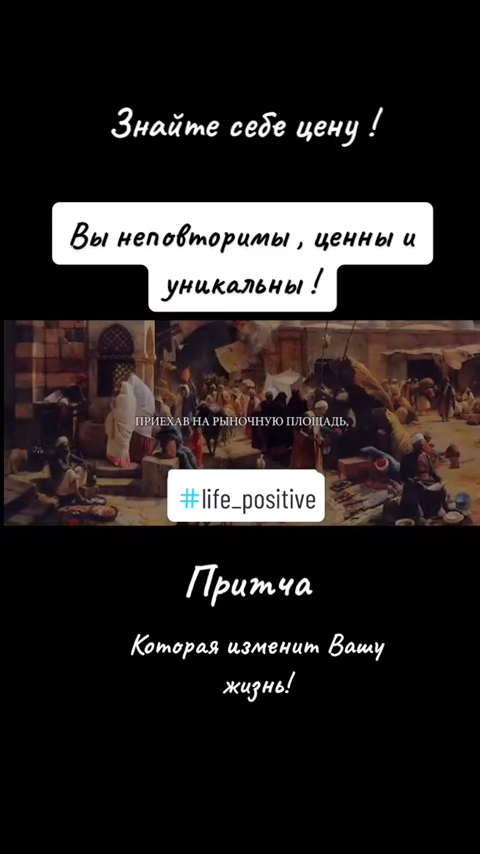 Знайте себе цену !
Вы неповторимы , ценны и
уникальны !
ПРИЕХАВ НА РЫНОЧНУЮ ПЛОЩАДЬ,
#life_positive
Притча
Которая изменит Вашу
жизнь!